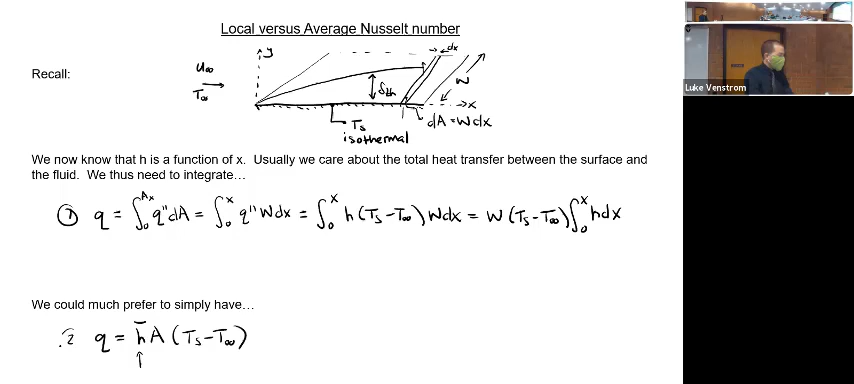 Local versus Average Nusselt number
Recall:
u∞
T∞
y
δth
dx
W
x
dA = Wdx
Ts
isothermal
We now know that h is a function of x. Usually we care about the total heat transfer between the surface and
the fluid. We thus need to integrate…
① q = ∫₀^Ax q" dA = ∫₀^x q" Wdx = ∫₀^x h (Ts-T∞) Wdx = W (Ts-T∞) ∫₀^x hdx
We could much prefer to simply have…
2 q = h̄ A (Ts-T∞)
Luke Venstrom